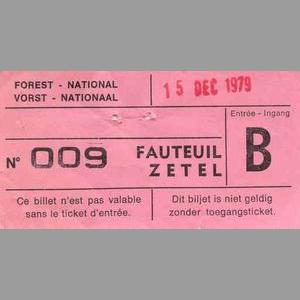 FOREST - NATIONAL
VORST - NATIONAAL
15 DEC 1979
Entrée - Ingang
N° 009
FAUTEUIL
ZETEL
B
Ce billet n'est pas valable
sans le ticket d'entrée.
Dit biljet is niet geldig
zonder toegangsticket.